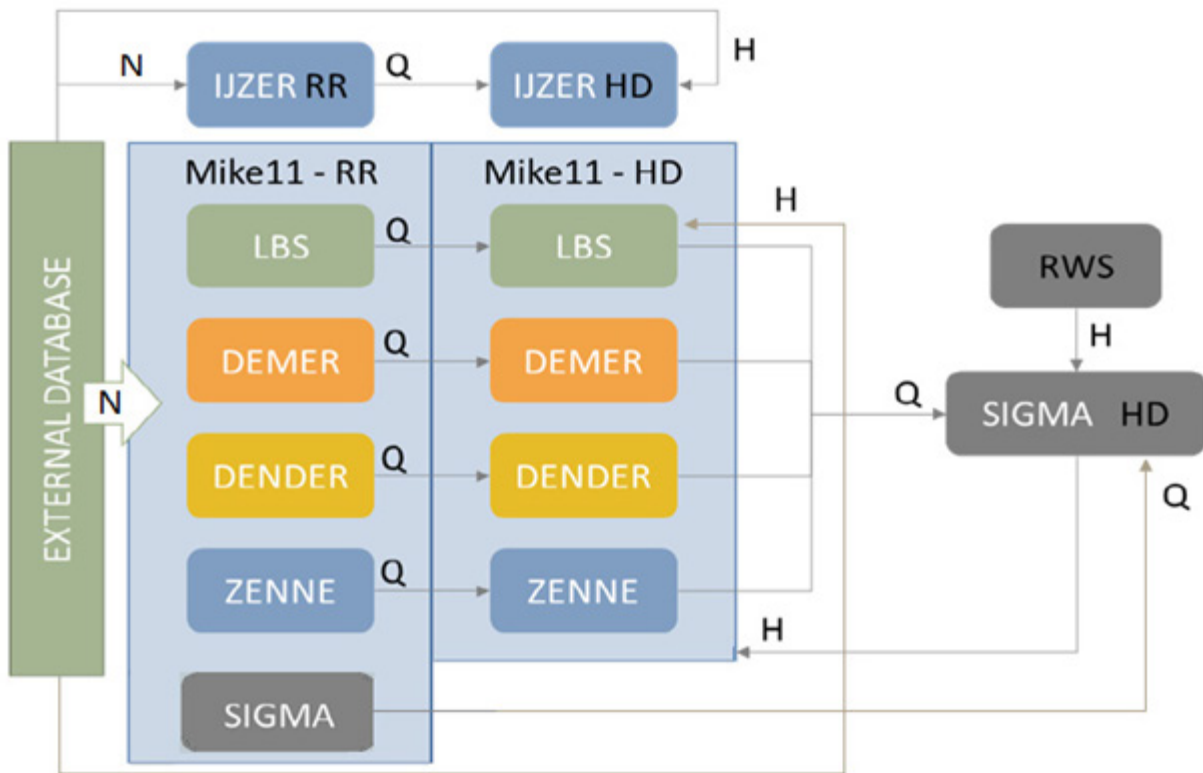 N
IJZER RR
Q
IJZER HD
H
EXTERNAL DATABASE
N
Mike11 - RR
Mike11 - HD
LBS
Q
LBS
H
DEMER
Q
DEMER
DENDER
Q
DENDER
ZENNE
Q
ZENNE
SIGMA
RWS
H
Q
SIGMA HD
Q
H